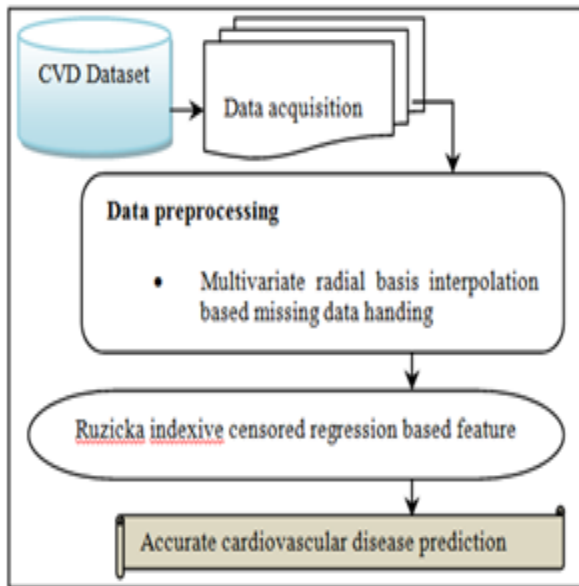 CVD Dataset
Data acquisition
Data preprocessing
• Multivariate radial basis interpolation
based missing data handing
Ruzicka indexive censored regression based feature
Accurate cardiovascular disease prediction